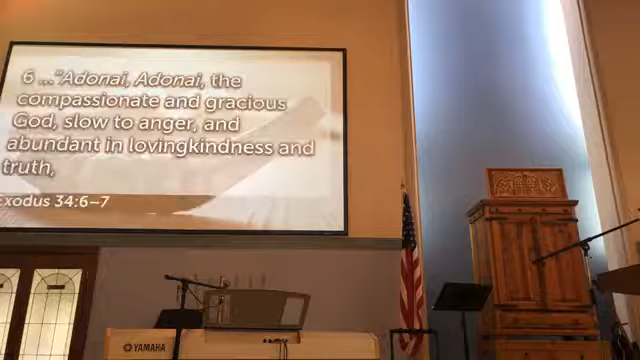 6 ..."Adonai, Adonai, the
compassionate and gracious
God, slow to anger, and
abundant in lovingkindness and
truth,
Exodus 34:6–7
YAMAHA